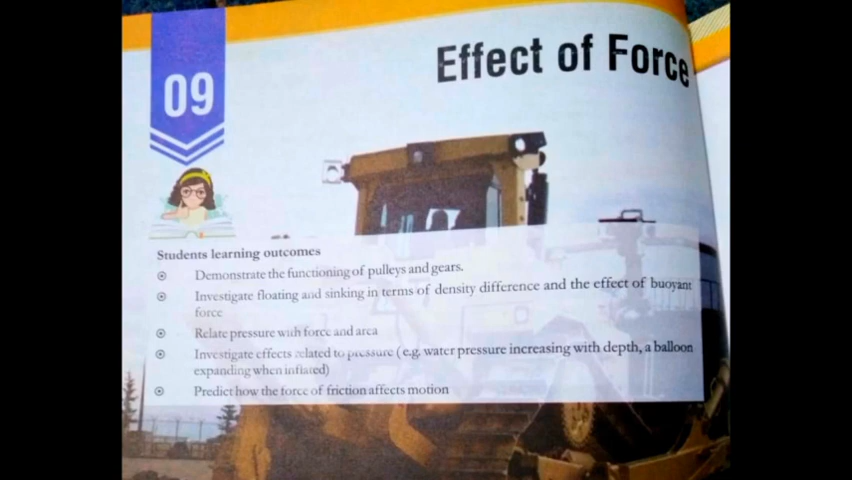 09
Effect of Force
Students learning outcomes
Demonstrate the functioning of pulleys and gears.
Investigate floating and sinking in terms of density difference and the effect of buoyant
force
Relate pressure with force and area
Investigate effects related to pressure ( e.g. water pressure increasing with depth, a balloon
expanding when inflated)
Predict how the force of friction affects motion